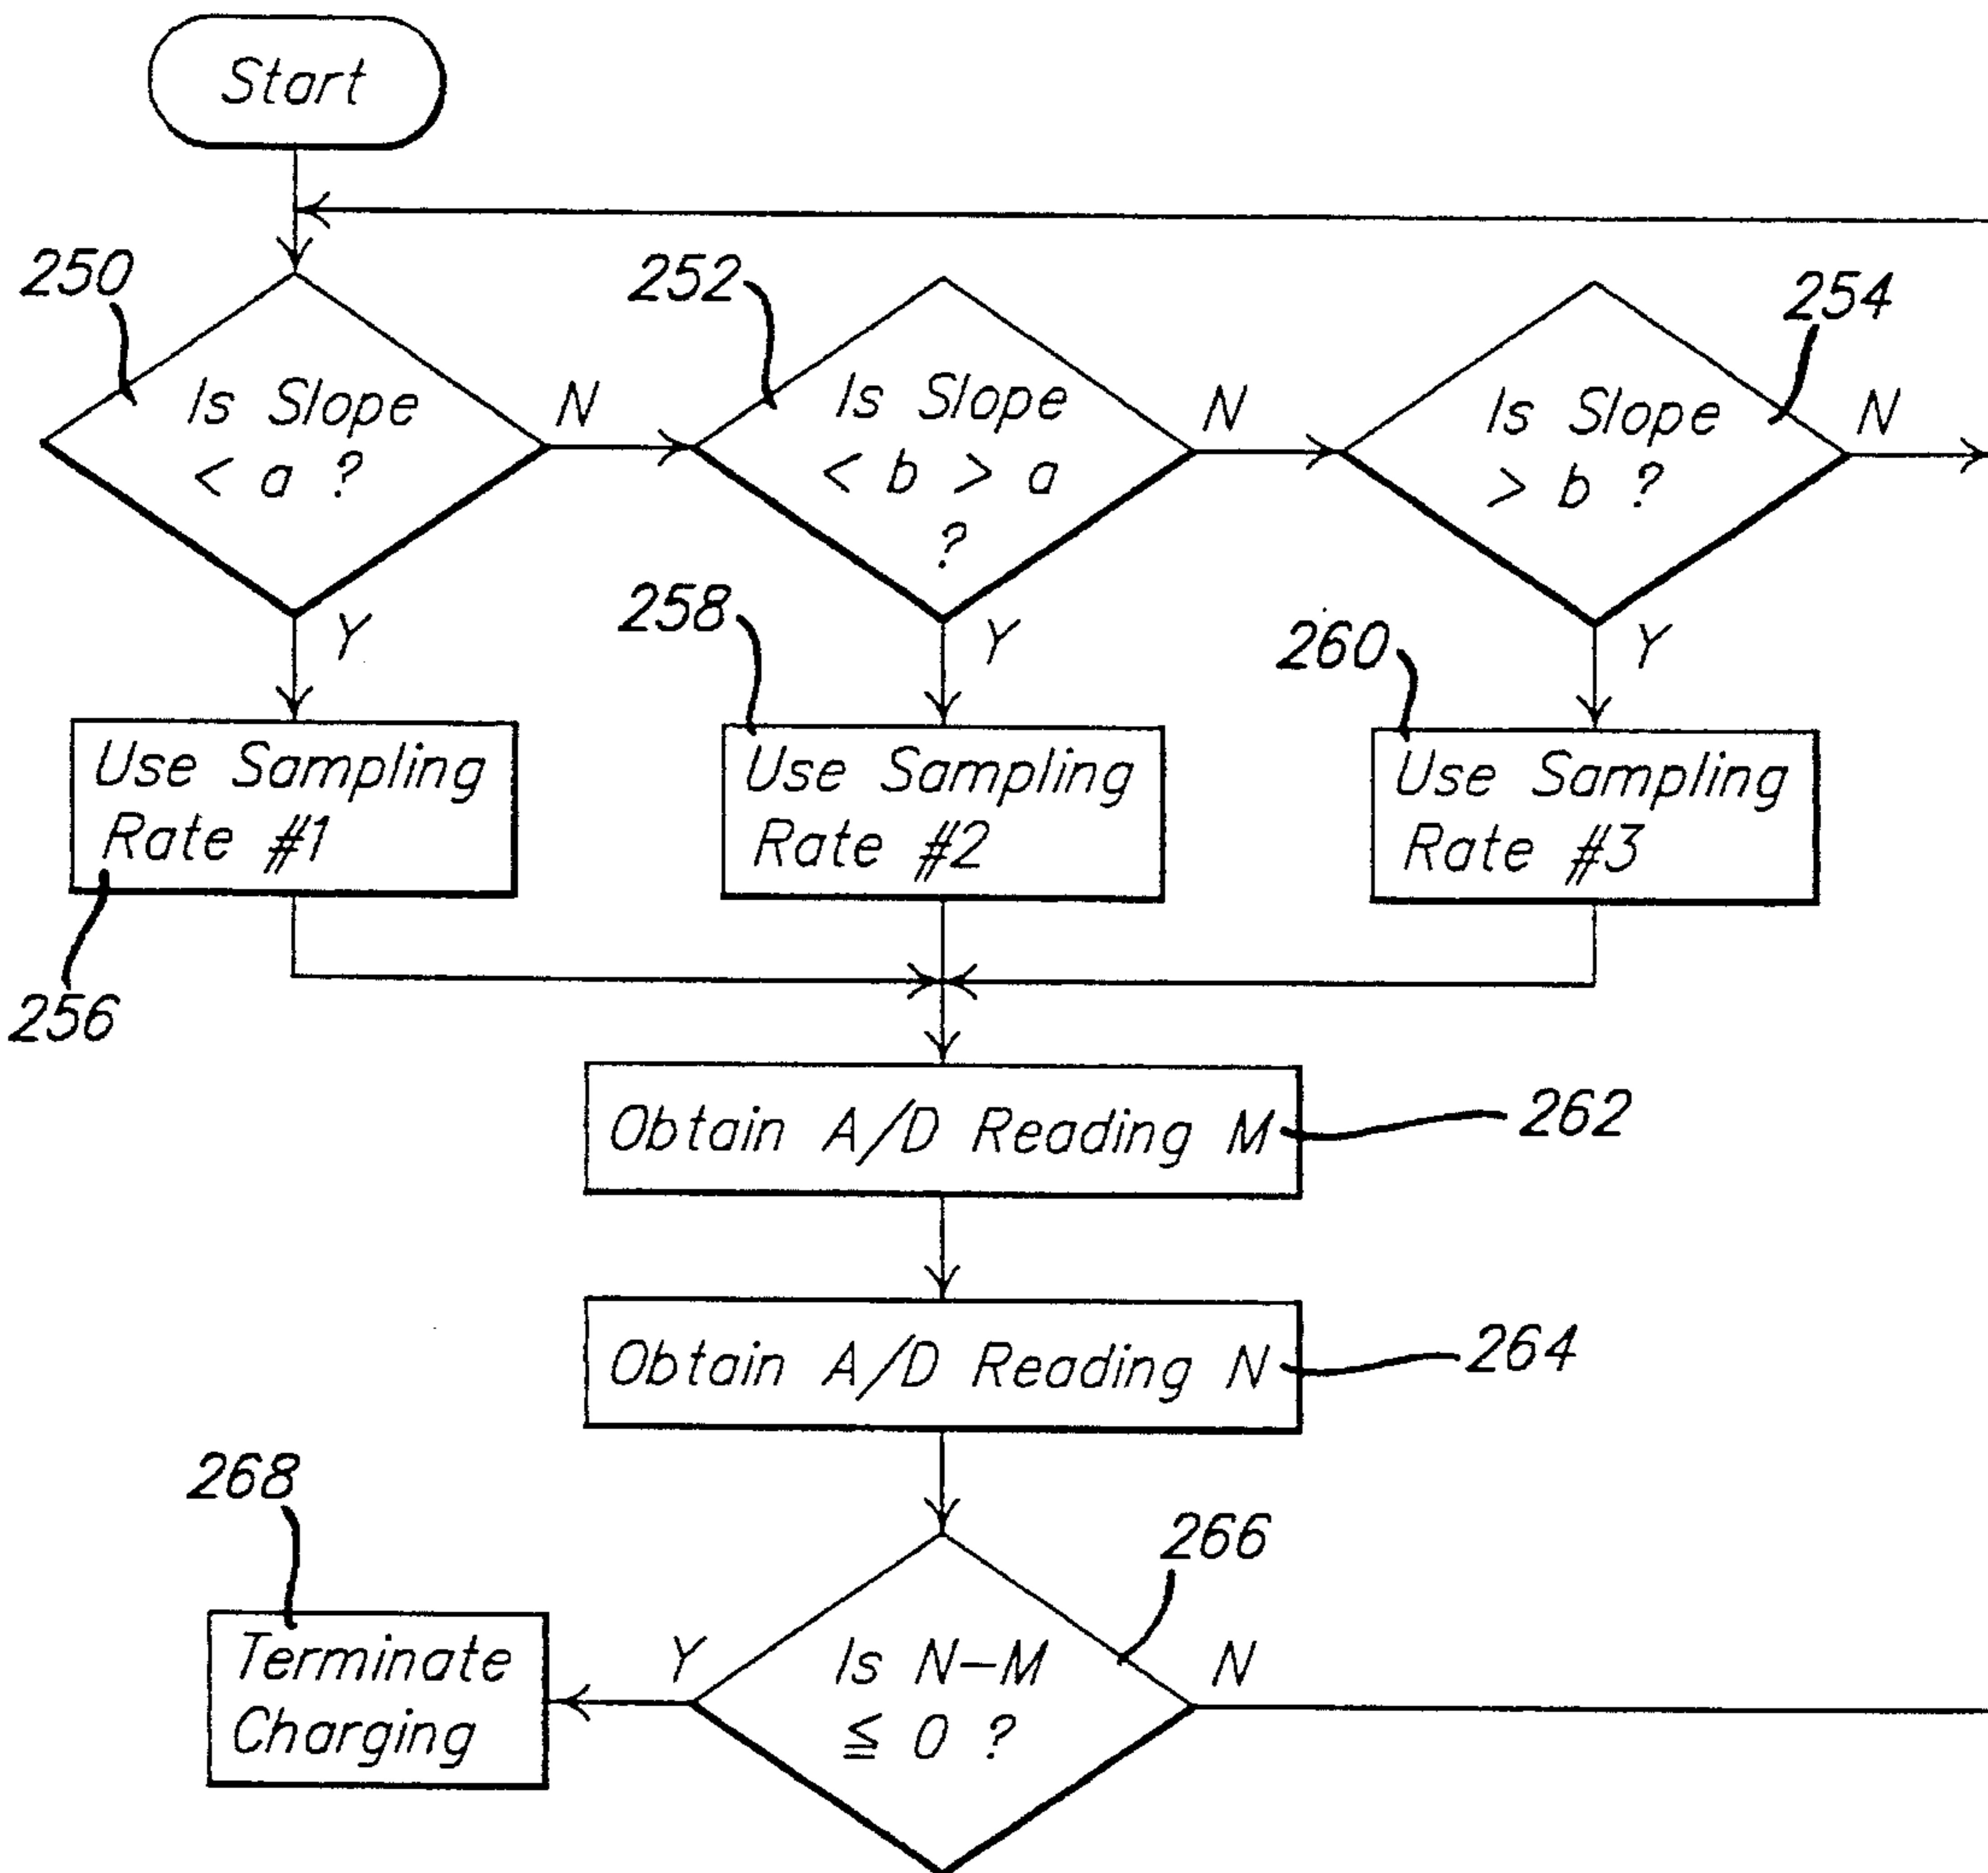 Start
250
Is Slope
< a ?
N
252
Is Slope
< b > a
?
N
254
Is Slope
> b ?
N
Y
Y
Y
256
Use Sampling
Rate #1
258
Use Sampling
Rate #2
260
Use Sampling
Rate #3
Obtain A/D Reading M
262
Obtain A/D Reading N
264
266
Is N-M
≦ 0 ?
Y
N
268
Terminate
Charging